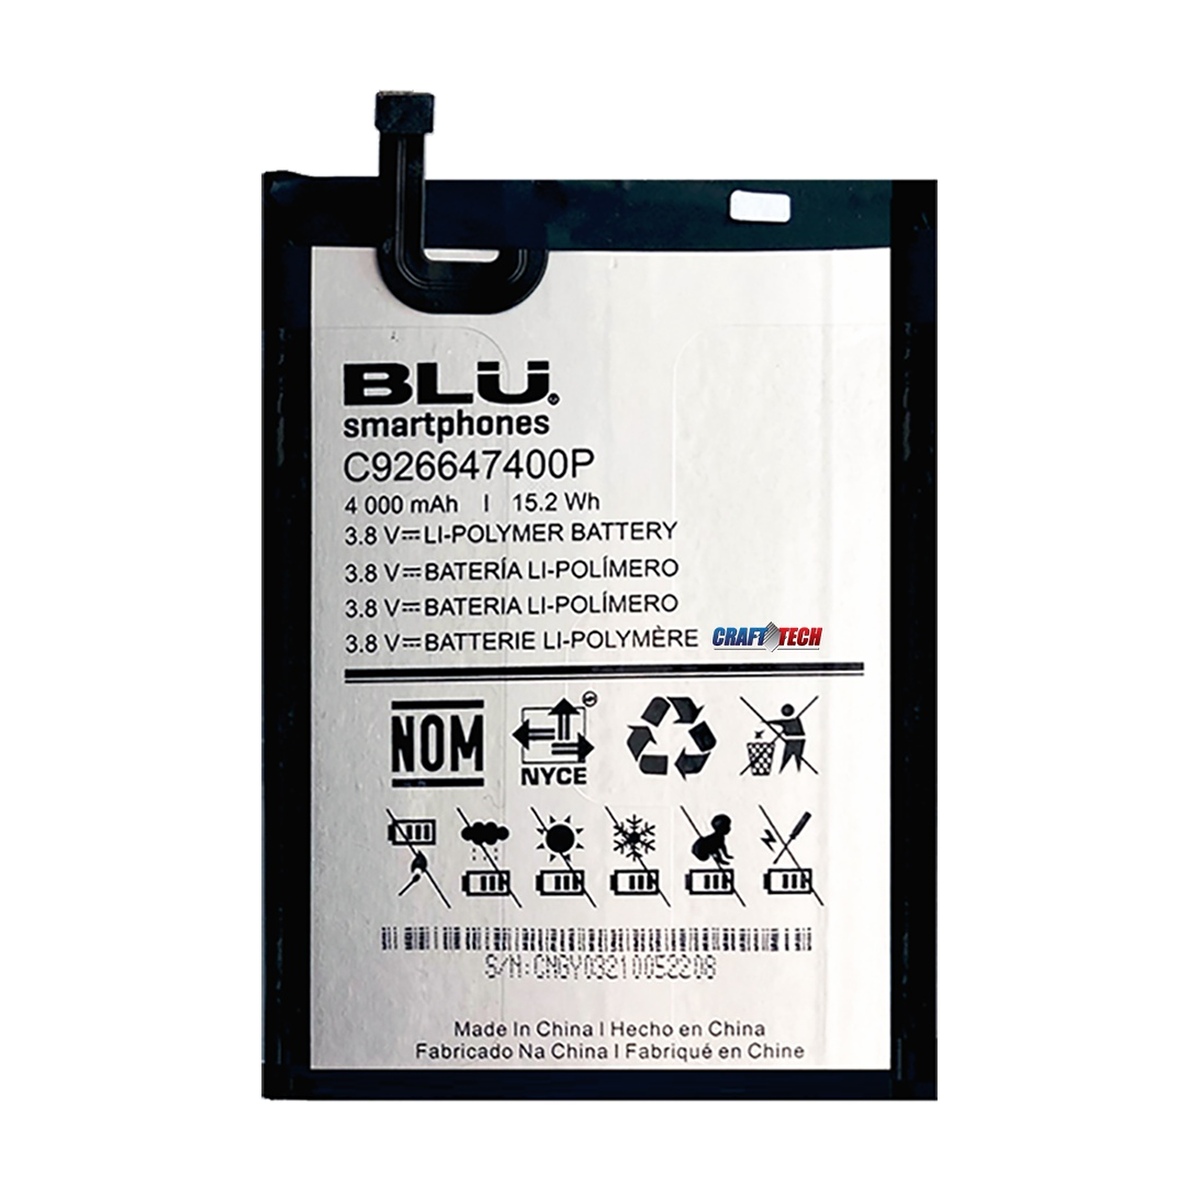 BLU
smartphones
C926647400P
4 000 mAh I 15.2 Wh
3.8 V⎓LI-POLYMER BATTERY
3.8 V⎓BATERÍA LI-POLÍMERO
3.8 V⎓BATERIA LI-POLÍMERO
3.8 V⎓BATTERIE LI-POLYMÈRE CRAFT TECH
NOM
NYCE
S/N:CNGY03210052208
Made In China I Hecho en China
Fabricado Na China I Fabriqué en Chine